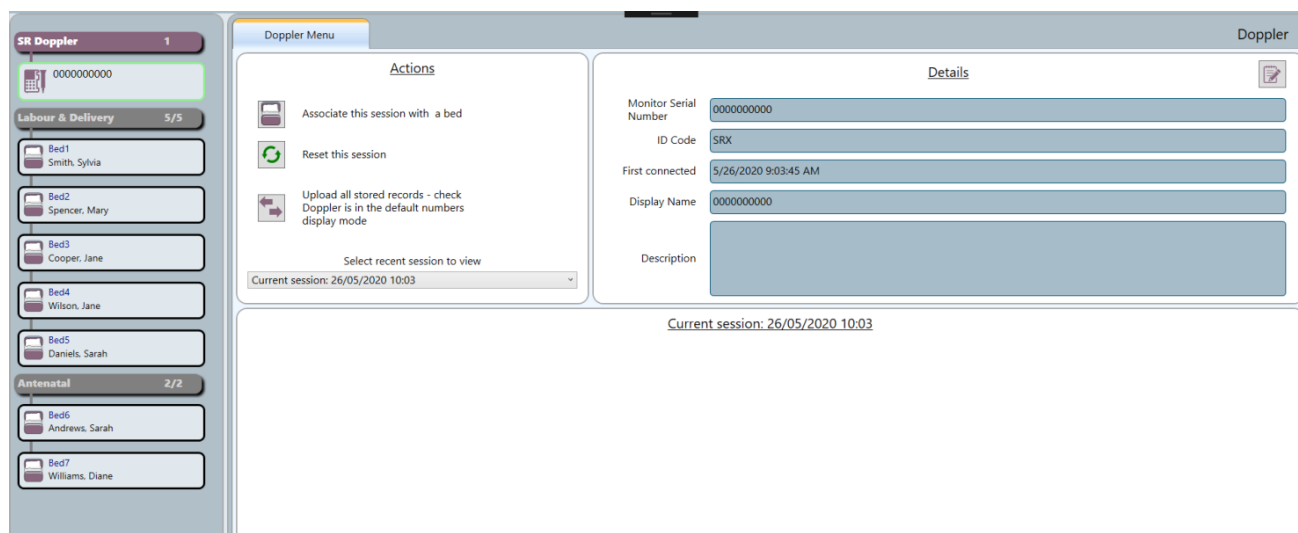 SR Doppler 1
0000000000
Labour & Delivery 5/5
Bed1
Smith, Sylvia
Bed2
Spencer, Mary
Bed3
Cooper, Jane
Bed4
Wilson, Jane
Bed5
Daniels, Sarah
Antenatal 2/2
Bed6
Andrews, Sarah
Bed7
Williams, Diane
Doppler Menu
Doppler
Actions
Associate this session with a bed
Reset this session
Upload all stored records - check
Doppler is in the default numbers
display mode
Select recent session to view
Current session: 26/05/2020 10:03
Details
Monitor Serial
Number
0000000000
ID Code SRX
First connected 5/26/2020 9:03:45 AM
Display Name 0000000000
Description
Current session: 26/05/2020 10:03